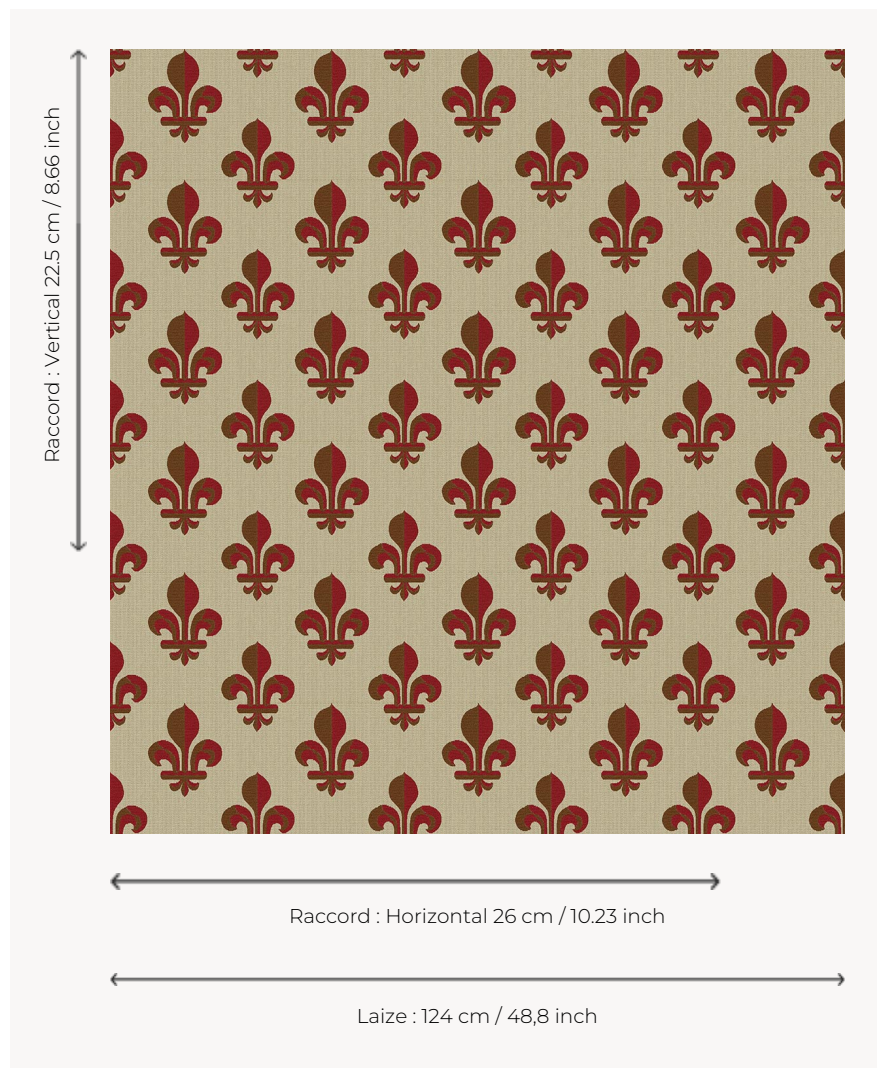 Raccord : Vertical 22.5 cm / 8.66 inch
Raccord : Horizontal 26 cm / 10.23 inch
Laize : 124 cm / 48,8 inch